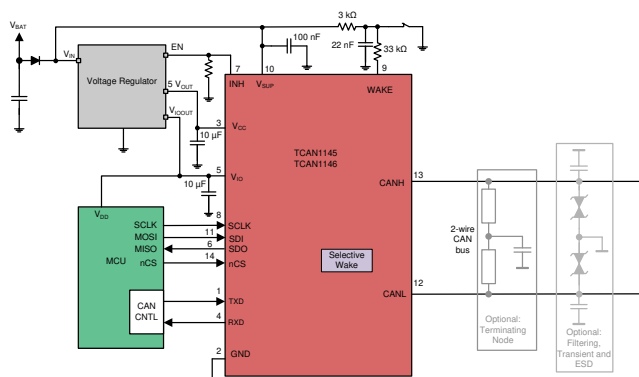 VBAT
3 kΩ
100 nF
22 nF
33 kΩ
VIN
EN
Voltage Regulator
5 VOUT
VIOOUT
7
10
9
INH
VSUP
WAKE
3
VCC
10 µF
TCAN1145
TCAN1146
5
VIO
10 µF
13
CANH
VDD
8
SCLK
SCLK
MOSI
11
SDI
MCU
MISO
6
SDO
nCS
14
nCS
Selective
Wake
2-wire
CAN
bus
12
CANL
CAN
CNTL
1
TXD
4
RXD
2
GND
Optional:
Terminating
Node
Optional:
Filtering,
Transient and
ESD